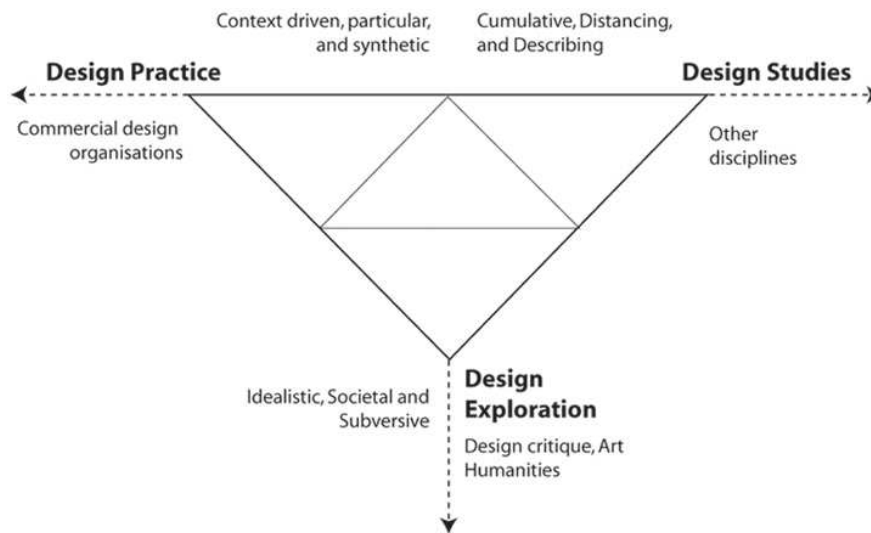 Context driven, particular,
and synthetic
Cumulative, Distancing,
and Describing
Design Practice
Design Studies
Commercial design
organisations
Other
disciplines
Idealistic, Societal and
Subversive
Design
Exploration
Design critique, Art
Humanities